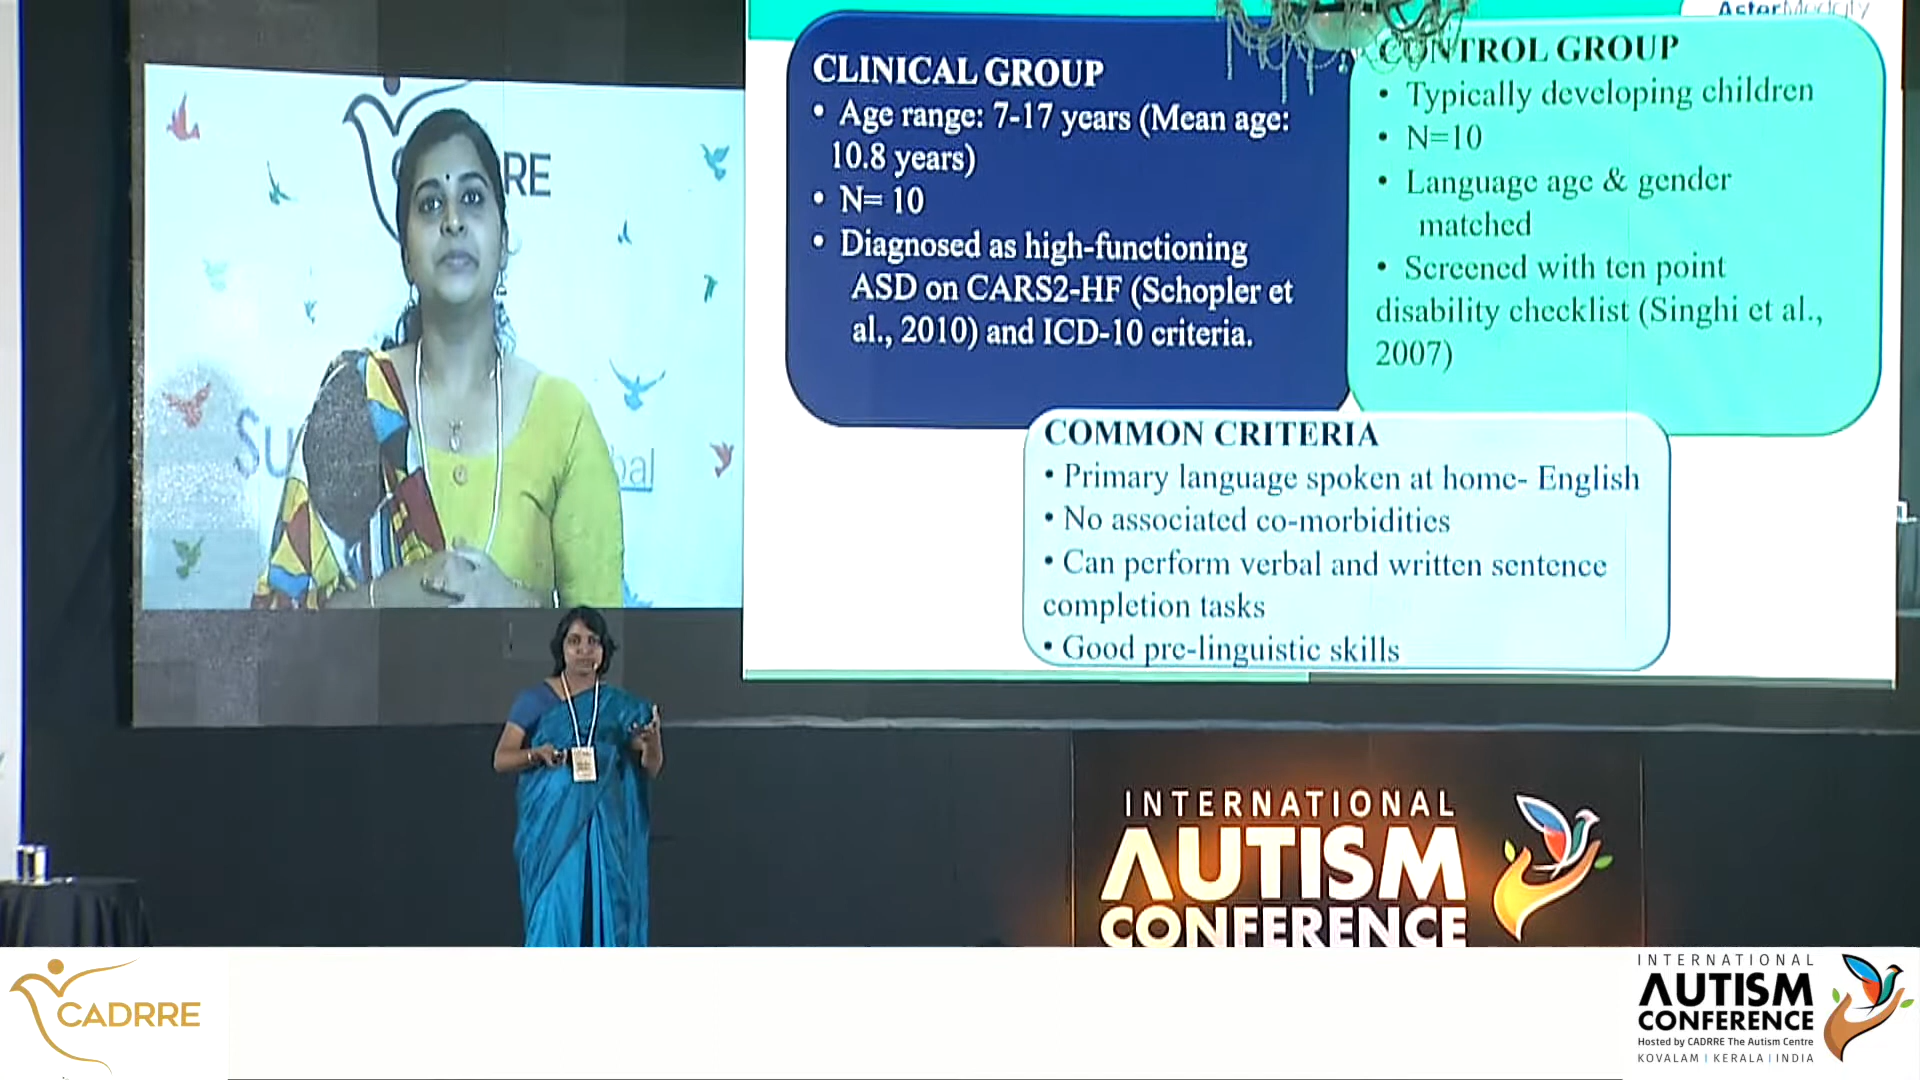 AsterMedcity
CLINICAL GROUP
• Age range: 7-17 years (Mean age:
10.8 years)
• N= 10
• Diagnosed as high-functioning
ASD on CARS2-HF (Schopler et
al., 2010) and ICD-10 criteria.
CONTROL GROUP
• Typically developing children
• N=10
• Language age & gender
matched
• Screened with ten point
disability checklist (Singhi et al.,
2007)
COMMON CRITERIA
• Primary language spoken at home- English
• No associated co-morbidities
• Can perform verbal and written sentence
completion tasks
• Good pre-linguistic skills
RRE
Su
bal
INTERNATIONAL
AUTISM
CONFERENCE
CADRRE
INTERNATIONAL
AUTISM
CONFERENCE
Hosted by CADRRE The Autism Centre
KOVALAM | KERALA | INDIA